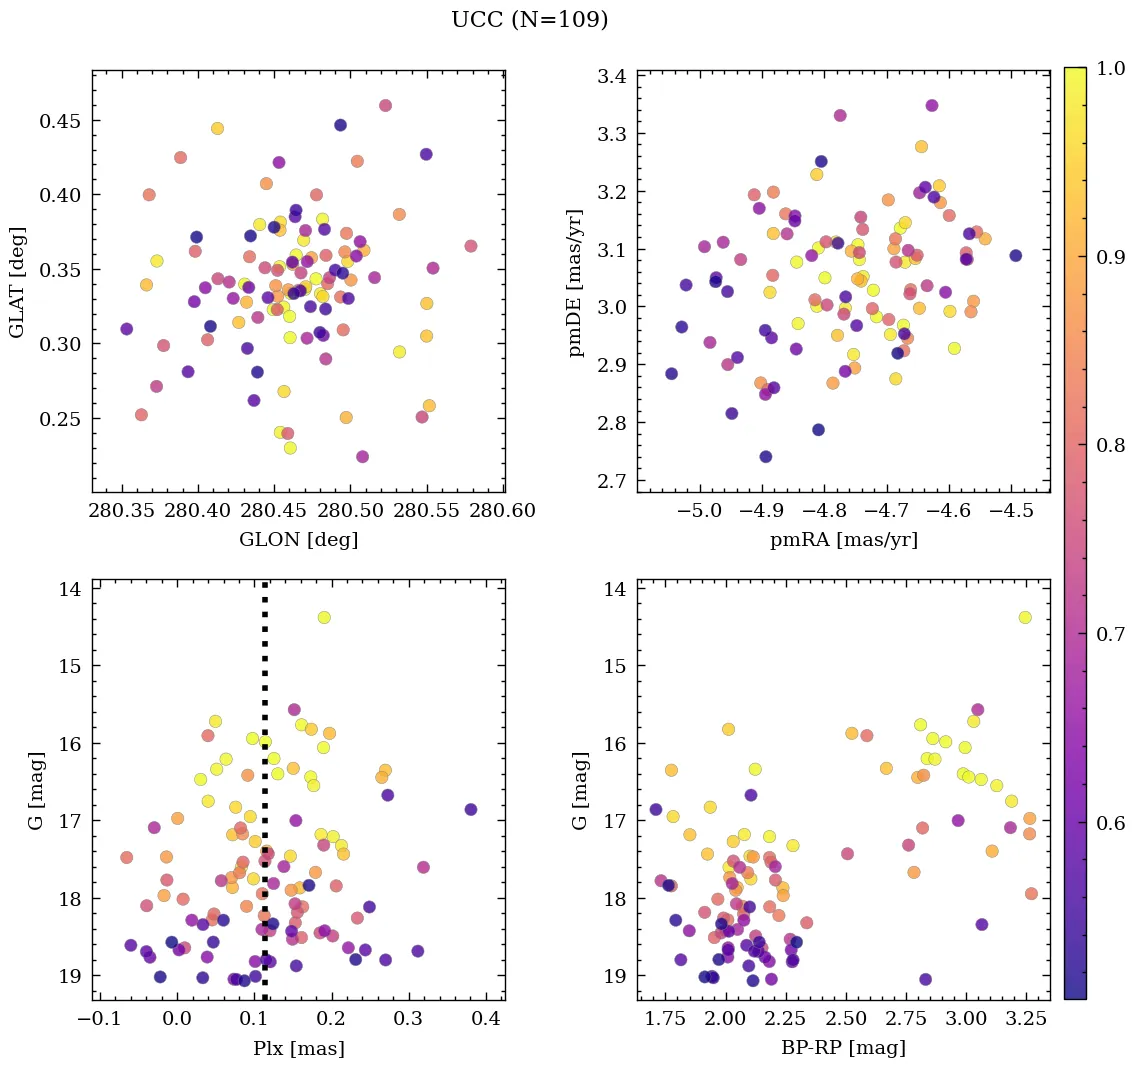 UCC (N=109)
0.45
0.40
0.35
0.30
0.25
GLAT [deg]
280.35 280.40 280.45 280.50 280.55 280.60
GLON [deg]
3.4
3.3
3.2
3.1
3.0
2.9
2.8
2.7
pmDE [mas/yr]
−5.0 −4.9 −4.8 −4.7 −4.6 −4.5
pmRA [mas/yr]
14
15
16
17
18
19
G [mag]
−0.1 0.0 0.1 0.2 0.3 0.4
Plx [mas]
14
15
16
17
18
19
G [mag]
1.75 2.00 2.25 2.50 2.75 3.00 3.25
BP-RP [mag]
1.0
0.9
0.8
0.7
0.6